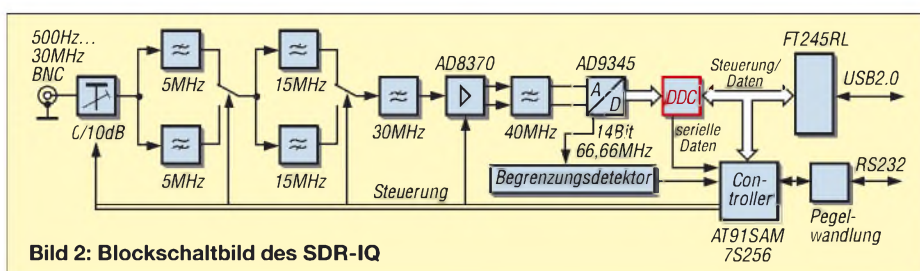 500Hz...
30MHz
BNC
0/10dB
5MHz
5MHz
15MHz
15MHz
30MHz
AD8370
40MHz
AD9345
A
D
14Bit
66,66MHz
DDC
serielle
Daten
Steuerung/
Daten
FT245RL
USB2.0
Begrenzungsdetektor
Steuerung
Con-
troller
AT91SAM
7S256
RS232
Pegel-
wandlung
Bild 2: Blockschaltbild des SDR-IQ